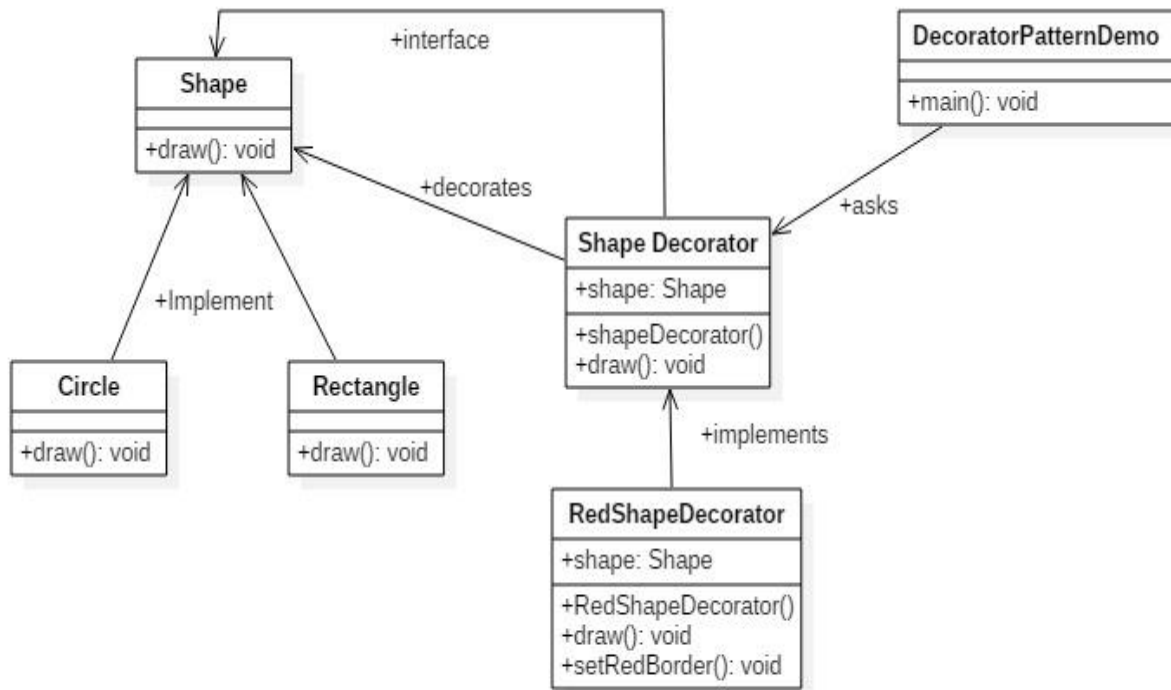 +interface
DecoratorPatternDemo
+main(): void
Shape
+draw(): void
+decorates
+asks
Shape Decorator
+shape: Shape
+shapeDecorator()
+draw(): void
+Implement
Circle
+draw(): void
Rectangle
+draw(): void
+implements
RedShapeDecorator
+shape: Shape
+RedShapeDecorator()
+draw(): void
+setRedBorder(): void